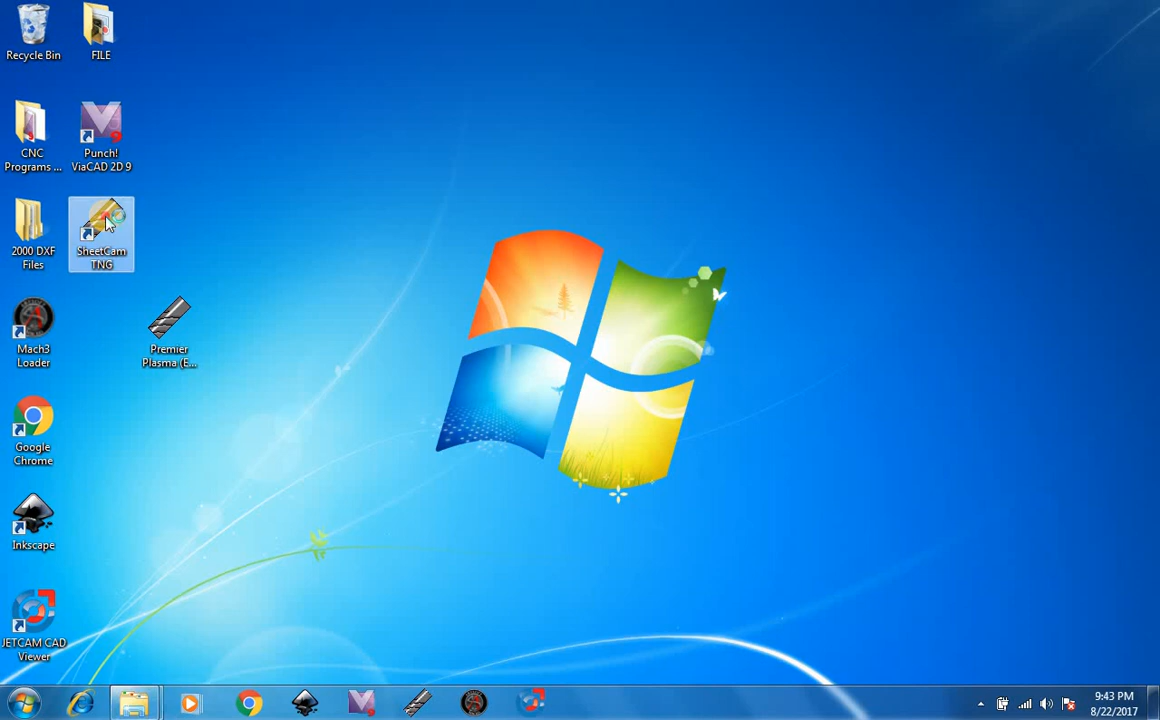 Recycle Bin
FILE
CNC
Programs ...
Punch!
ViaCAD 2D 9
2000 DXF
Files
SheetCam
TNG
Mach3
Loader
Premier
Plasma (E...
Google
Chrome
Inkscape
JETCAM CAD
Viewer
9:43 PM
8/22/2017